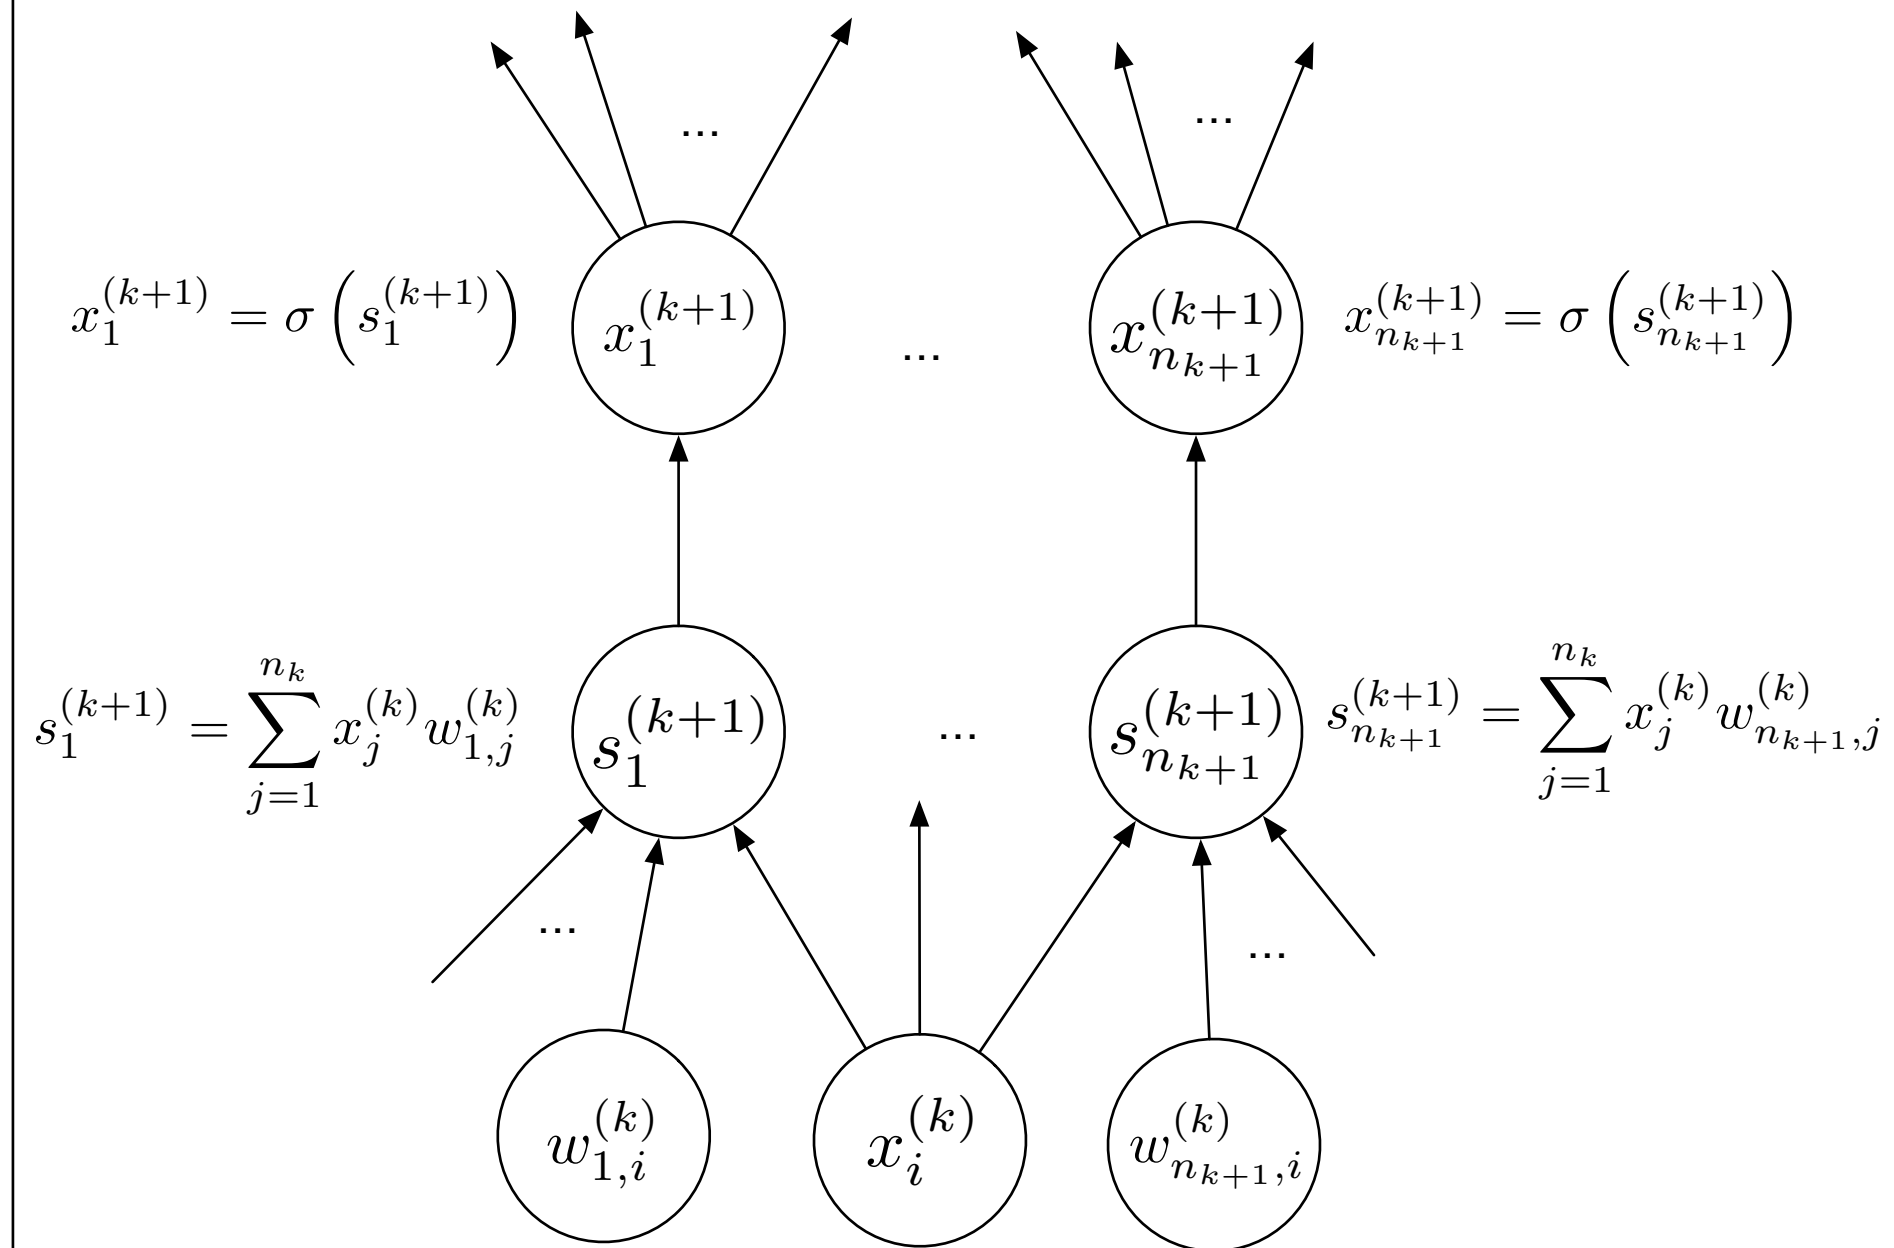 ... ...
$x_1^{(k+1)} = \sigma\left(s_1^{(k+1)}\right)$ $x_1^{(k+1)}$ ... $x_{n_{k+1}}^{(k+1)}$ $x_{n_{k+1}}^{(k+1)} = \sigma\left(s_{n_{k+1}}^{(k+1)}\right)$
$s_1^{(k+1)} = \sum_{j=1}^{n_k} x_j^{(k)} w_{1,j}^{(k)}$ $s_1^{(k+1)}$ ... $s_{n_{k+1}}^{(k+1)}$ $s_{n_{k+1}}^{(k+1)} = \sum_{j=1}^{n_k} x_j^{(k)} w_{n_{k+1},j}^{(k)}$
... ...
$w_{1,i}^{(k)}$ $x_i^{(k)}$ $w_{n_{k+1},i}^{(k)}$